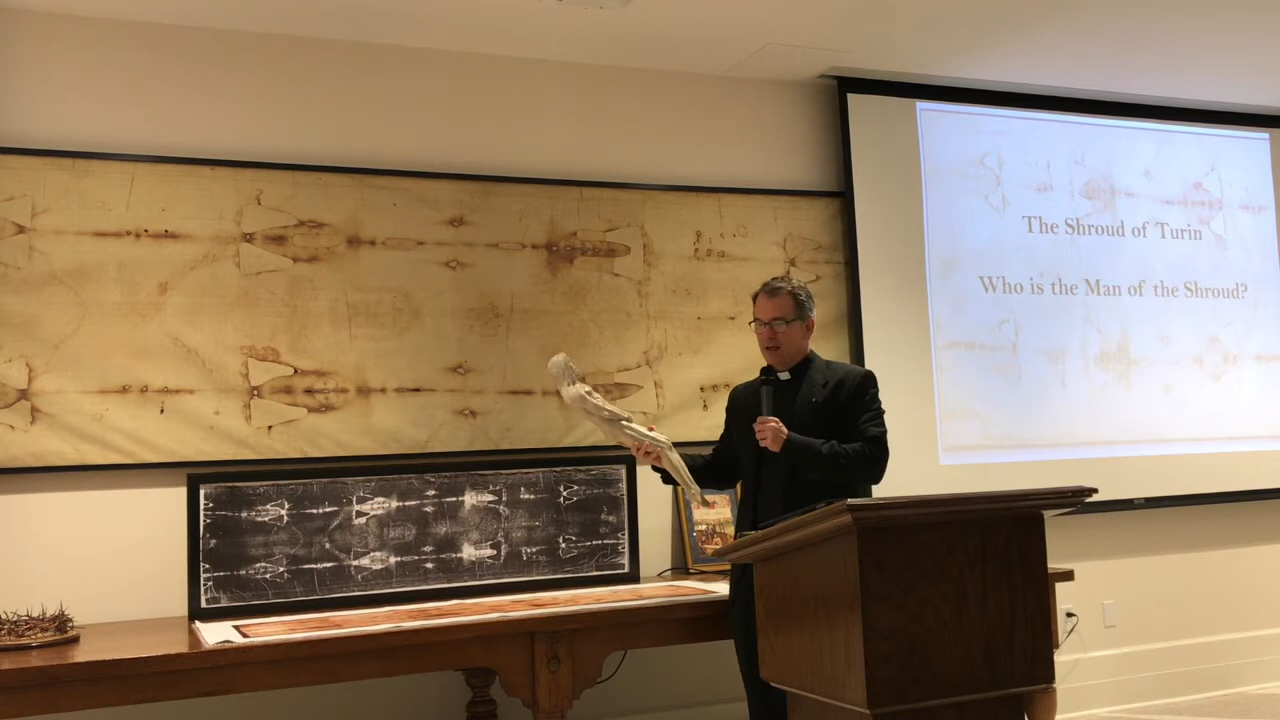 The Shroud of Turin
Who is the Man of the Shroud?